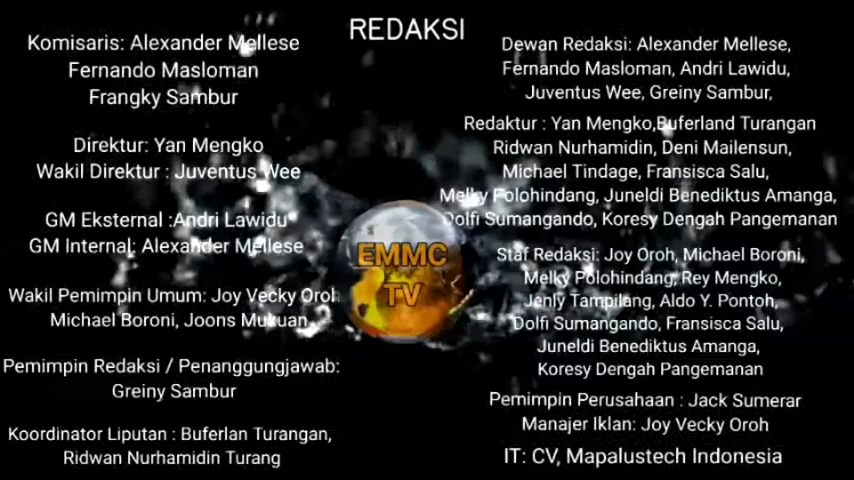 REDAKSI
Komisaris: Alexander Mellese
Fernando Masloman
Frangky Sambur
Direktur: Yan Mengko
Wakil Direktur : Juventus Wee
GM Eksternal :Andri Lawidu
GM Internal: Alexander Mellese
Wakil Pemimpin Umum: Joy Vecky Oroh
Michael Boroni, Joons Mukuan
Pemimpin Redaksi / Penanggungjawab:
Greiny Sambur
Koordinator Liputan : Buferlan Turangan,
Ridwan Nurhamidin Turang
EMMC
TV
Dewan Redaksi: Alexander Mellese,
Fernando Masloman, Andri Lawidu,
Juventus Wee, Greiny Sambur,
Redaktur : Yan Mengko,Buferland Turangan
Ridwan Nurhamidin, Deni Mailensun,
Michael Tindage, Fransisca Salu,
Melky Polohindang, Juneldi Benediktus Amanga,
Dolfi Sumangando, Koresy Dengah Pangemanan
Staf Redaksi: Joy Oroh, Michael Boroni,
Melky Polohindang, Rey Mengko,
Jenly Tampilang, Aldo Y. Pontoh,
Dolfi Sumangando, Fransisca Salu,
Juneldi Benediktus Amanga,
Koresy Dengah Pangemanan
Pemimpin Perusahaan : Jack Sumerar
Manajer Iklan: Joy Vecky Oroh
IT: CV, Mapalustech Indonesia